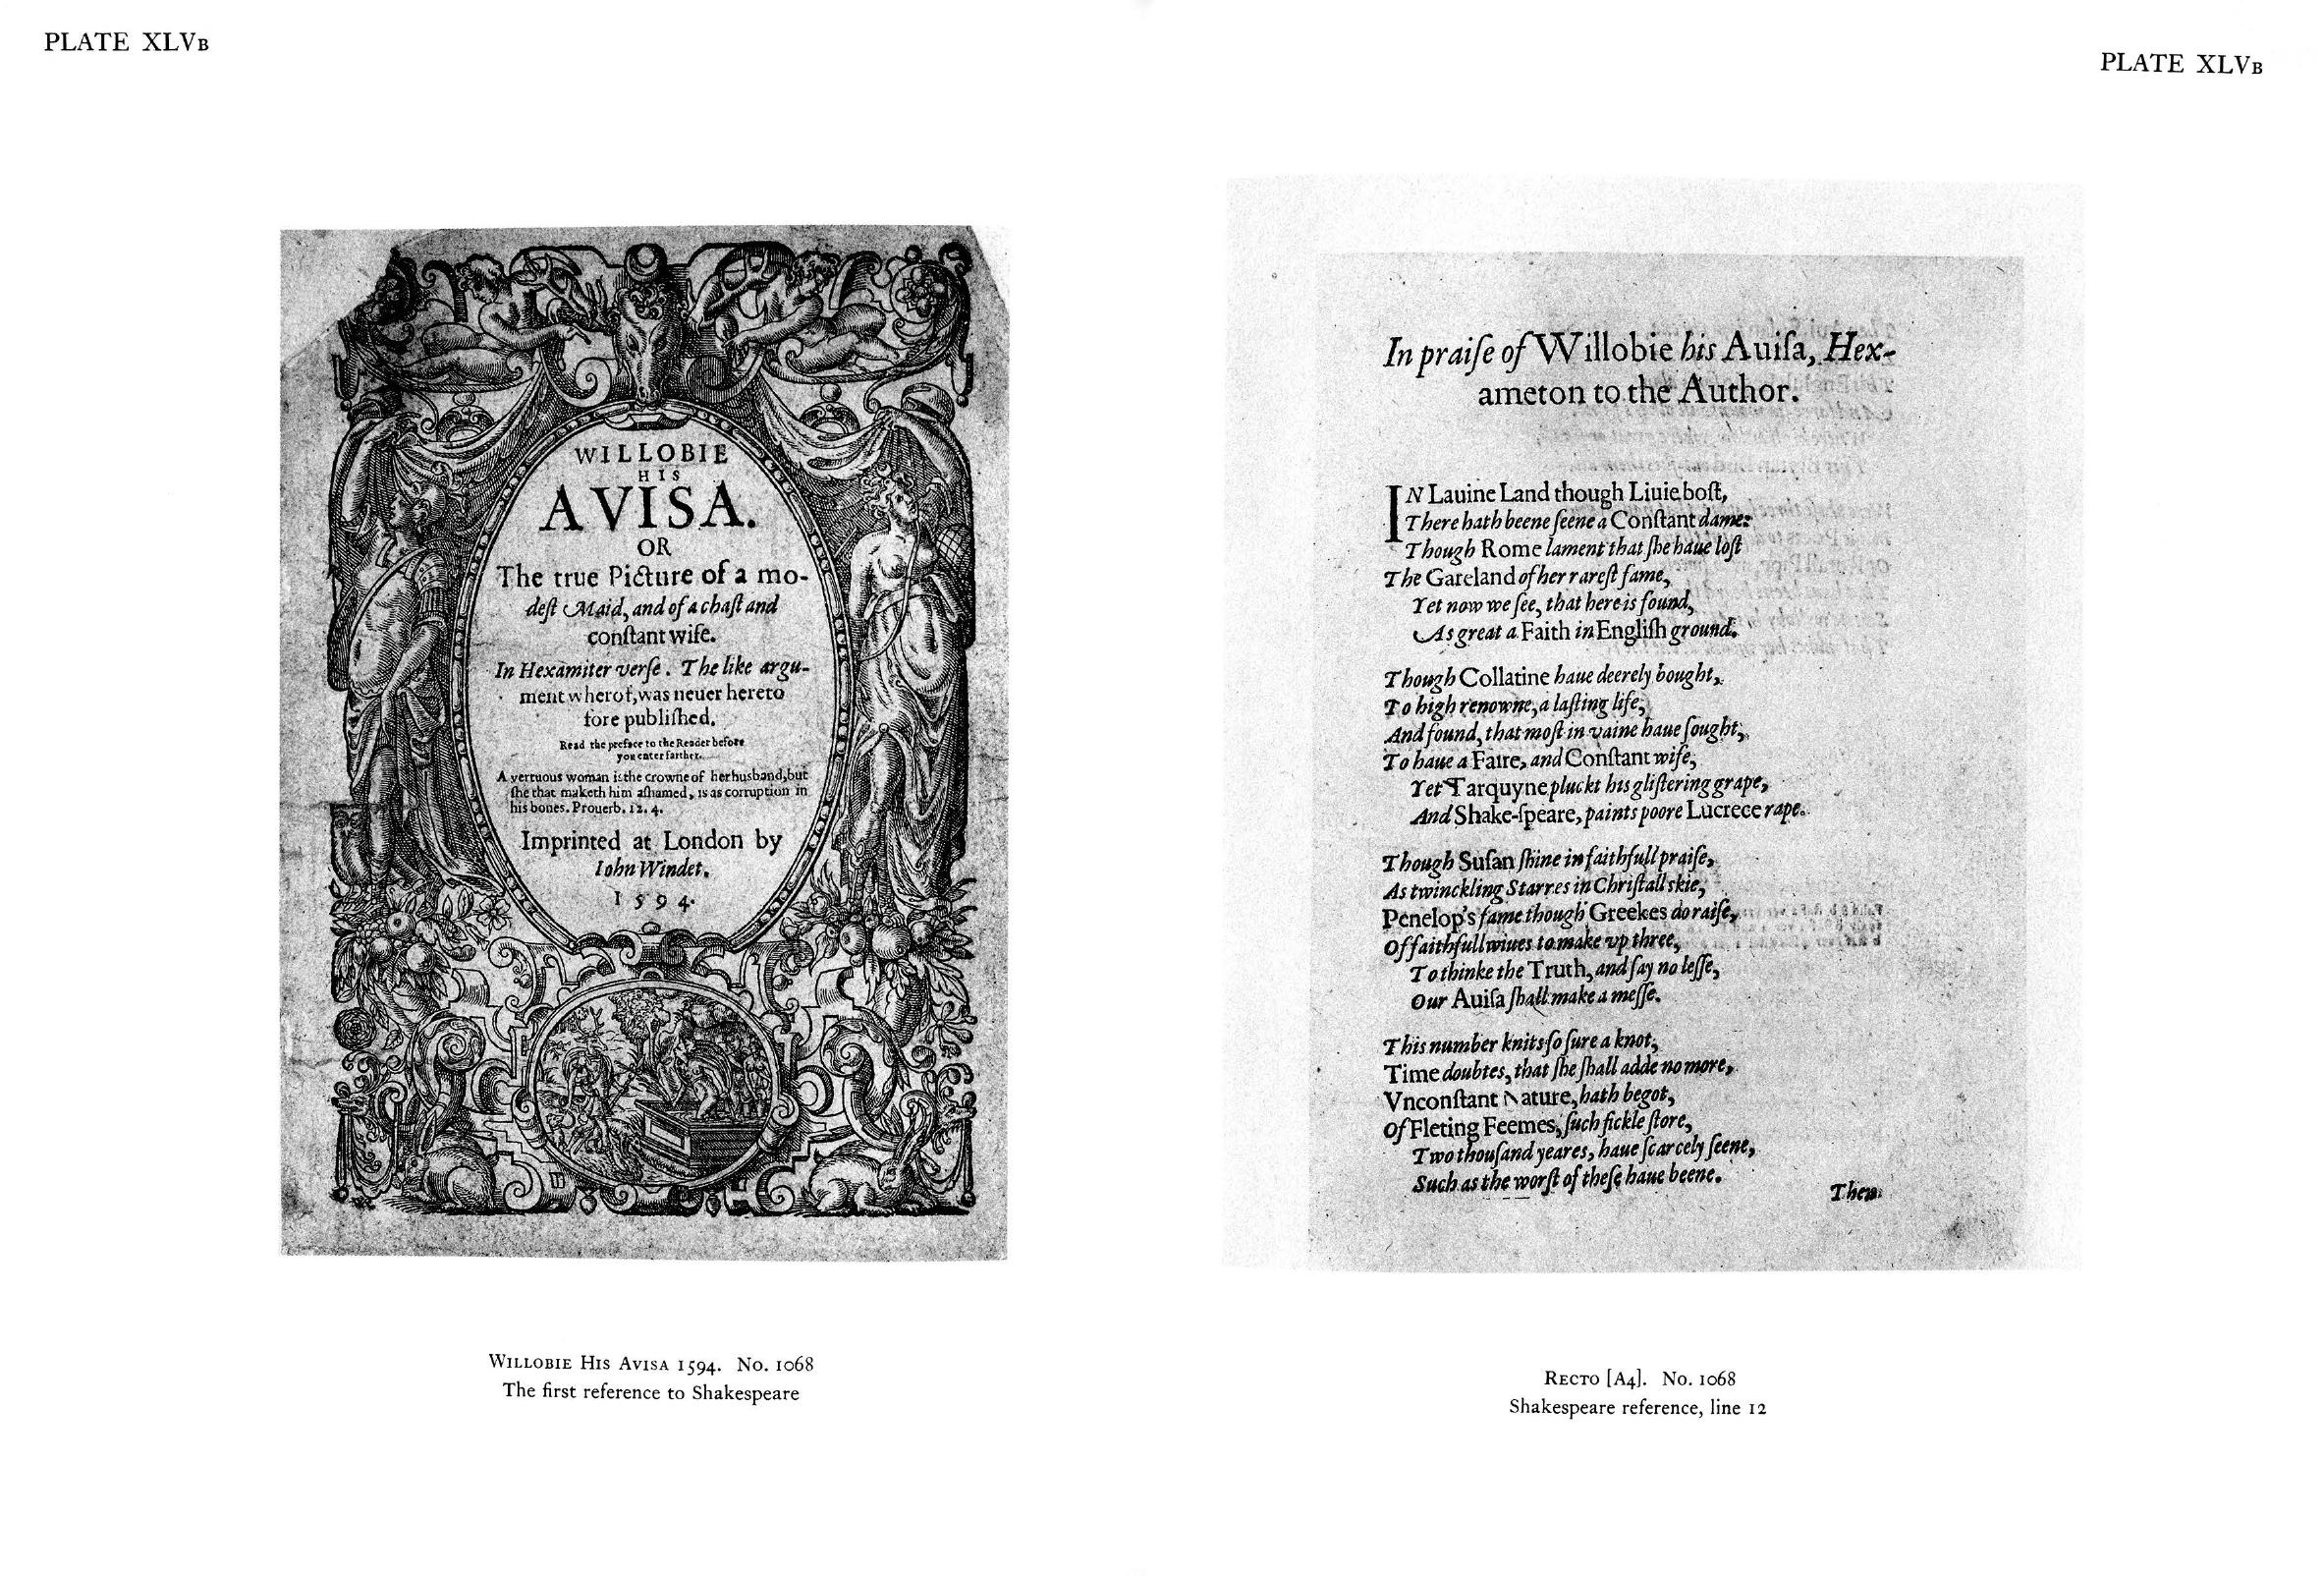 PLATE XLVB
WILLOBIE
HIS
AVISA.
OR
The true Picture of a mo-
deſt Maid, and of a chaſt and
conſtant wife.
In Hexamiter verſe. The like argu-
ment wherof, was neuer hereto
fore publiſhed.
Read the preface to the Reader before
you enter farther.
A vertuous woman is the crowne of her husband, but
ſhe that maketh him aſhamed, is as corruption in
his bones. Prouerb. 12. 4.
Imprinted at London by
Iohn Windet.
1594.
WILLOBIE HIS AVISA 1594. No. 1068
The first reference to Shakespeare
PLATE XLVB
In praiſe of Willobie his Auiſa, Hex-
ameton to the Author.
IN Lauine Land though Liuie boſt,
There hath beene ſeene a Conſtant dame:
Though Rome lament that ſhe haue loſt
The Gareland of her rareſt fame,
Yet now we ſee, that here is found,
As great a Faith in Engliſh ground.
Though Collatine haue deerely bought,
To high renowne, a laſting life,
And found, that moſt in vaine haue ſought,
To haue a Faire, and Conſtant wife,
Yet Tarquyne pluckt his gliſtering grape,
And Shake-ſpeare, paints poore Lucrece rape.
Though Suſan ſhine in faithfull praiſe,
As twinckling Starres in Chriſtall skie,
Penelop's fame though Greekes do raiſe,
Of faithfull wiues to make vp three,
To thinke the Truth, and ſay no leſſe,
Our Auiſa ſhall make a meſſe.
This number knits ſo ſure a knot,
Time doubtes, that ſhe ſhall adde no more,
Vnconſtant Nature, hath begot,
Of Fleting Feemes, ſuch fickle ſtore,
Two thouſand yeares, haue ſcarcely ſeene,
Such as the worſt of theſe haue beene.
Then
RECTO [A4]. No. 1068
Shakespeare reference, line 12